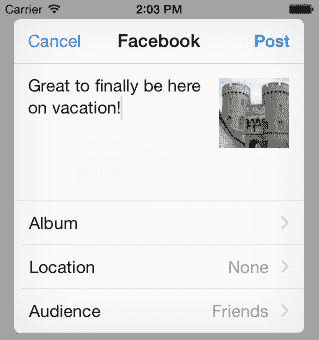 Carrier 2:03 PM
Cancel Facebook Post
Great to finally be here
on vacation!
Album
Location None
Audience Friends